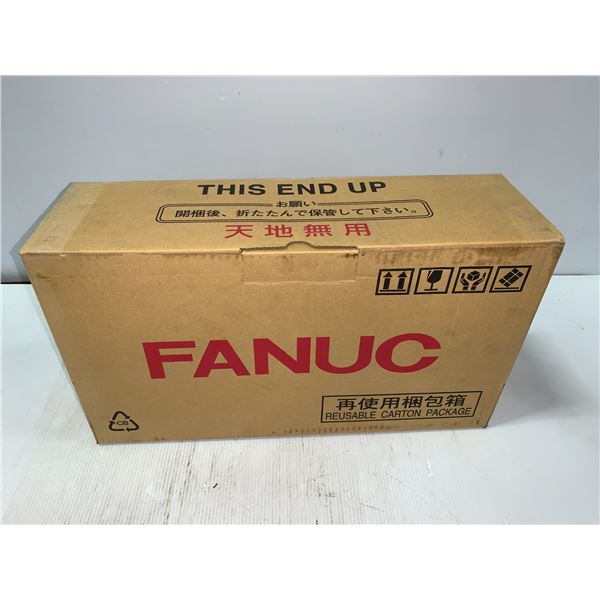 THIS END UP
お願い
開梱後、折たたんで保管して下さい。
天地無用
FANUC
再使用梱包箱
REUSABLE CARTON PACKAGE
CB